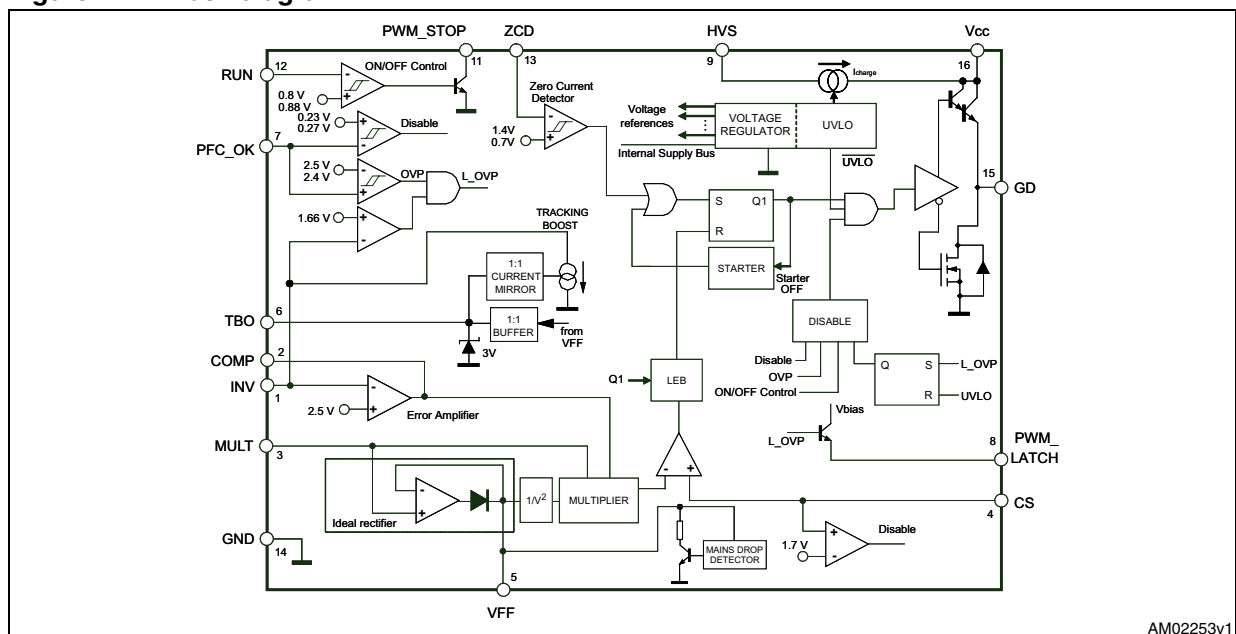 PWM_STOP
ZCD
HVS
Vcc
11
13
9
16
RUN
12
ON/OFF Control
0.8 V
0.88 V
0.23 V
0.27 V
Disable
7
PFC_OK
2.5 V
2.4 V
OVP
L_OVP
1.66 V
Zero Current
Detector
1.4V
0.7V
Icharge
Voltage
references
VOLTAGE
REGULATOR
UVLO
Internal Supply Bus
UVLO
15
GD
S
Q1
R
STARTER
Starter
OFF
TRACKING
BOOST
1:1
CURRENT
MIRROR
1:1
BUFFER
from
VFF
3V
TBO
6
COMP
2
INV
1
2.5 V
Error Amplifier
DISABLE
Disable
OVP
ON/OFF Control
Q
S
R
L_OVP
UVLO
Q1
LEB
Vbias
L_OVP
8
PWM_
LATCH
MULT
3
Ideal rectifier
1/V²
MULTIPLIER
CS
4
1.7 V
Disable
MAINS DROP
DETECTOR
GND
14
5
VFF
AM02253v1